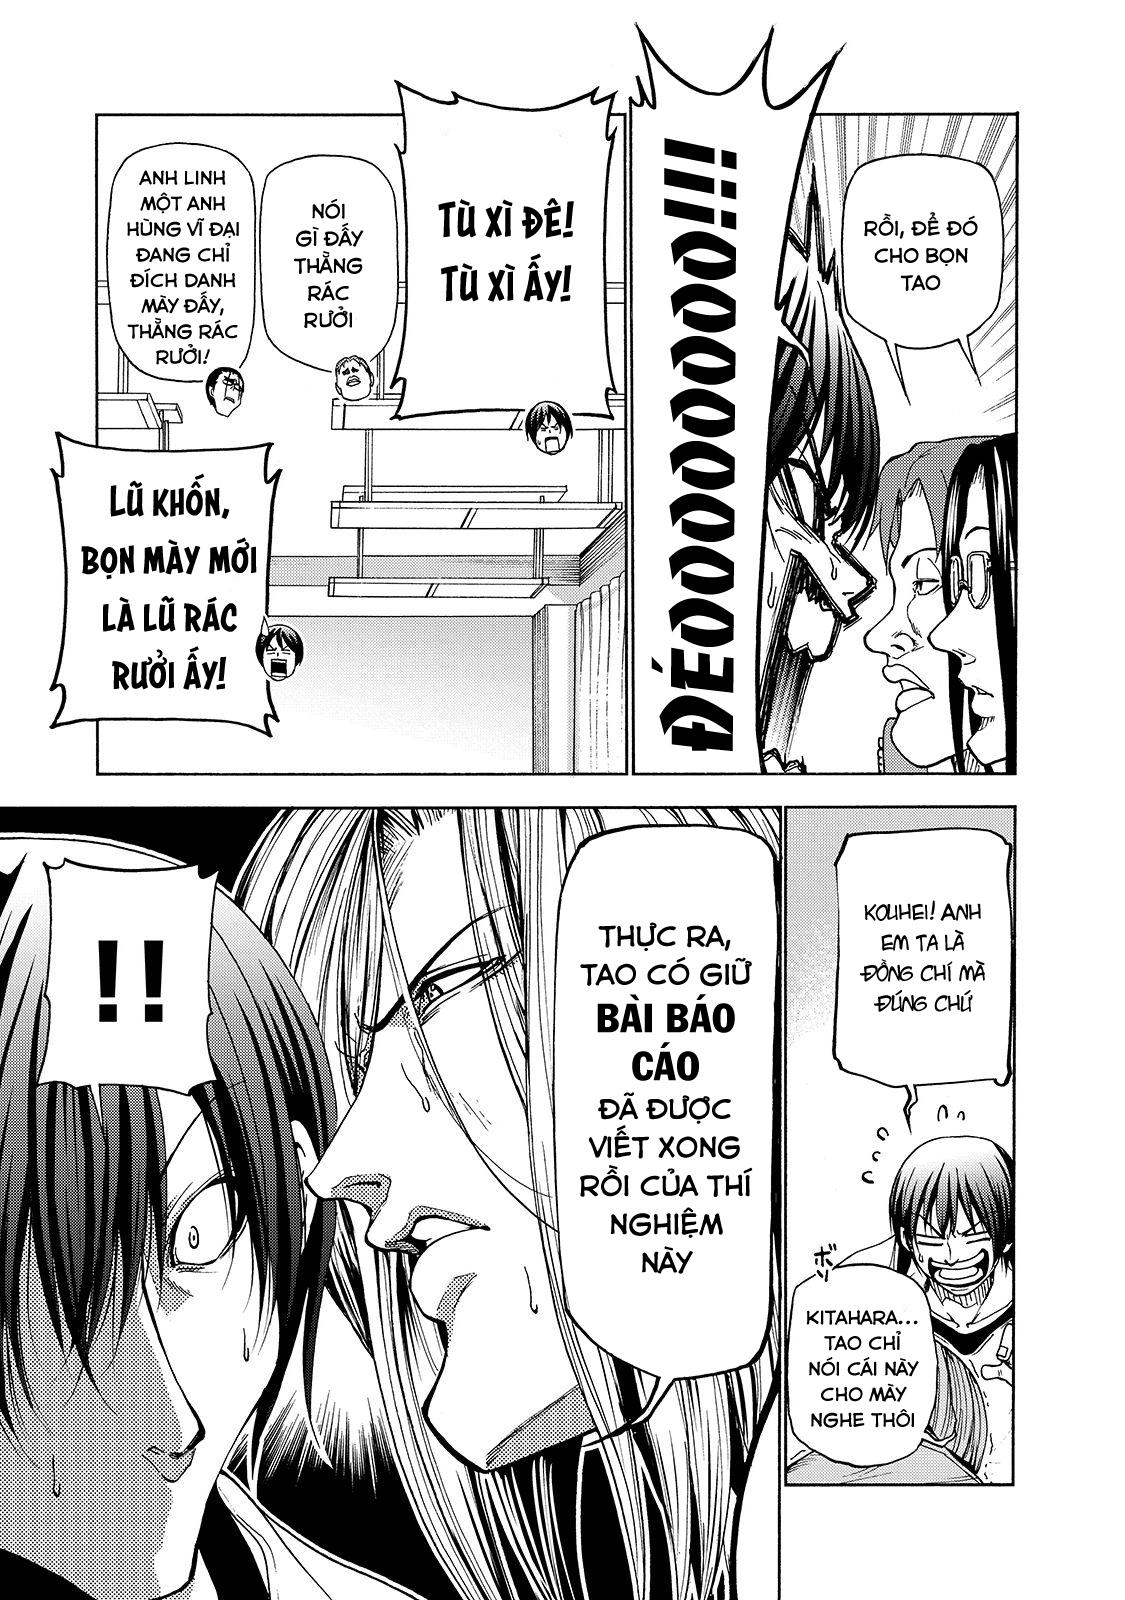 RỒI, ĐỂ ĐÓ
CHO BỌN
TAO
ĐÉOOOOOOOO!!!
TÙ XÌ ĐÊ!
TÙ XÌ ẤY!
NÓI
GÌ ĐẤY
THẰNG
RÁC
RƯỞI
ANH LINH
MỘT ANH
HÙNG VĨ ĐẠI
ĐANG CHỈ
ĐÍCH DANH
MÀY ĐẤY,
THẰNG RÁC
RƯỞI!
LŨ KHỐN,
BỌN MÀY MỚI
LÀ LŨ RÁC
RƯỞI ẤY!
KOUHEI! ANH
EM TA LÀ
ĐỒNG CHÍ MÀ
ĐÚNG CHỨ
ボソ
KITAHARA...
TAO CHỈ
NÓI CÁI NÀY
CHO MÀY
NGHE THÔI
THỰC RA,
TAO CÓ GIỮ
BÀI BÁO
CÁO
ĐÃ ĐƯỢC
VIẾT XONG
RỒI CỦA THÍ
NGHIỆM
NÀY
!!